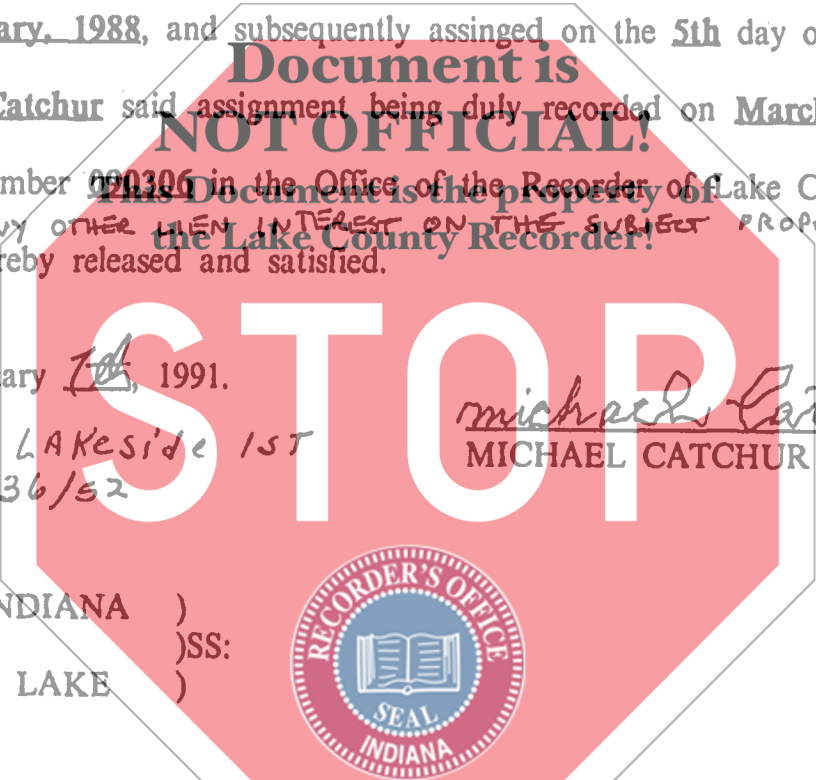 ary, 1988, and subsequently assinged on the 5th day o
Document is
Catchur said assignment being duly recorded on March
NOT OFFICIAL!
mber 090306 in the Office of the Recorder of Lake C
This Document is the property of
NY OTHER LIEN INTEREST ON THE SUBJECT PROP
the Lake County Recorder!
reby released and satisfied.
STOP
ary 7th, 1991.
michael Cat
LAKeside 1ST
MICHAEL CATCHUR
36/52
NDIANA )
)SS:
LAKE )
RECORDER'S OFFICE
SEAL
INDIANA